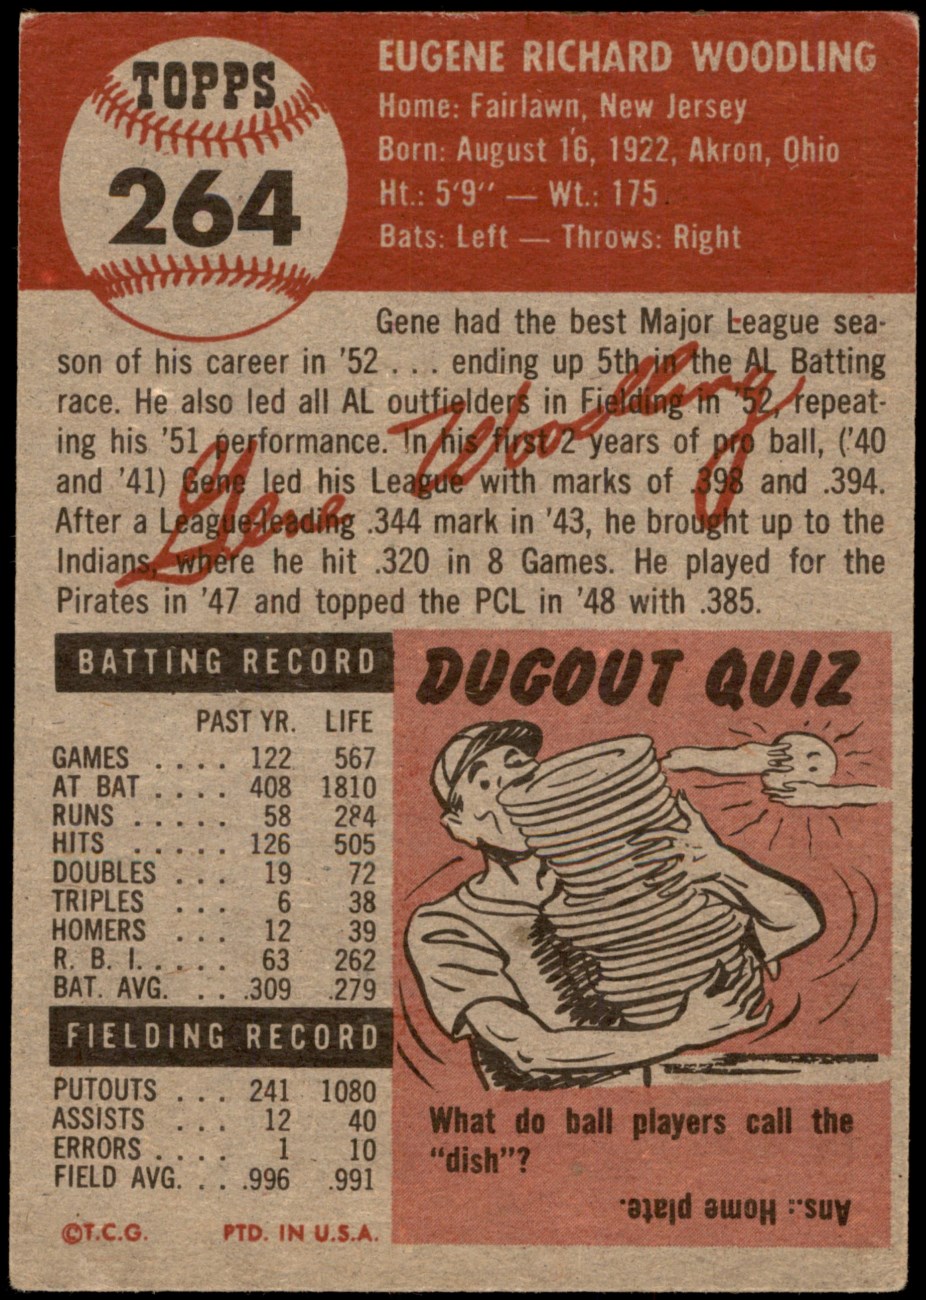 TOPPS
264
EUGENE RICHARD WOODLING
Home: Fairlawn, New Jersey
Born: August 16, 1922, Akron, Ohio
Ht.: 5'9" — Wt.: 175
Bats: Left — Throws: Right
Gene had the best Major League sea-
son of his career in '52 . . . ending up 5th in the AL Batting
race. He also led all AL outfielders in Fielding in '52, repeat-
ing his '51 performance. In his first 2 years of pro ball, ('40
and '41) Gene led his League with marks of .398 and .394.
After a League-leading .344 mark in '43, he brought up to the
Indians, where he hit .320 in 8 Games. He played for the
Pirates in '47 and topped the PCL in '48 with .385.
Gene Woodling
BATTING RECORD
PAST YR. LIFE
GAMES . . . . 122 567
AT BAT . . . . 408 1810
RUNS . . . . . 58 284
HITS . . . . . 126 505
DOUBLES . . . 19 72
TRIPLES . . . 6 38
HOMERS . . . 12 39
R. B. I. . . . . 63 262
BAT. AVG. . . .309 .279
FIELDING RECORD
PUTOUTS . . . 241 1080
ASSISTS . . . 12 40
ERRORS . . . . 1 10
FIELD AVG. . . .996 .991
©T.C.G. PTD. IN U.S.A.
DUGOUT QUIZ
What do ball players call the
"dish"?
Ans.: Home plate.